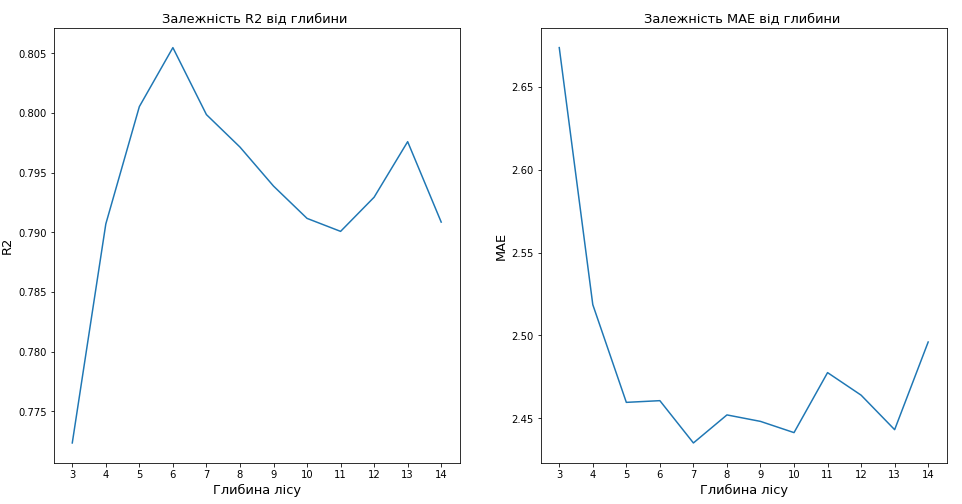 Залежність R2 від глибини
0.805
0.800
0.795
0.790
0.785
0.780
0.775
R2
3 4 5 6 7 8 9 10 11 12 13 14
Глибина лісу
Залежність MAE від глибини
2.65
2.60
2.55
2.50
2.45
MAE
3 4 5 6 7 8 9 10 11 12 13 14
Глибина лісу